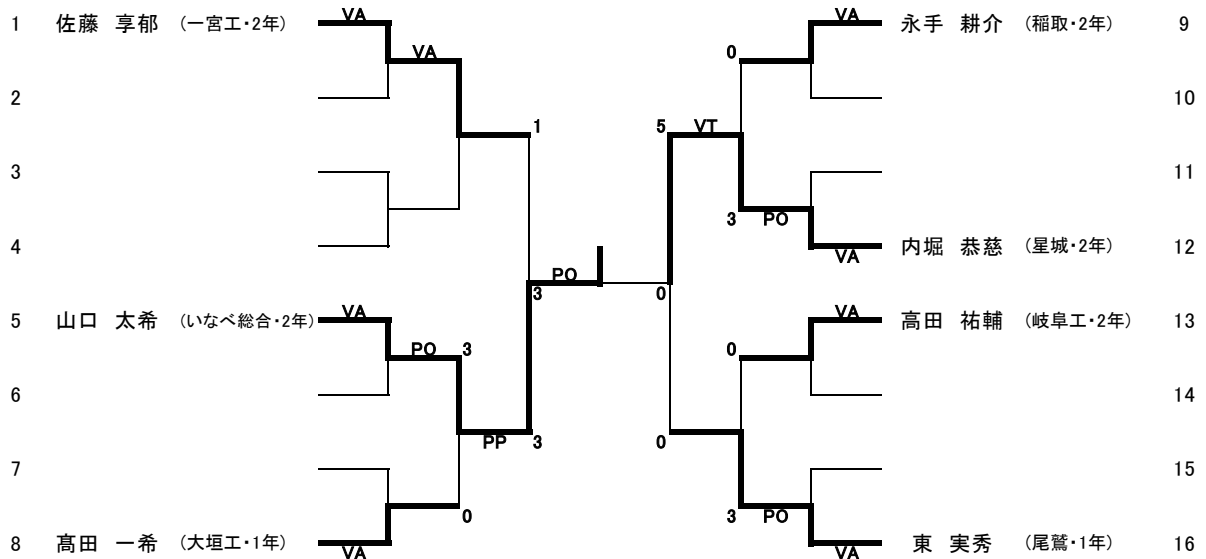 1 佐藤 享郁 (一宮工・2年) VA
VA
2
1
3
4
5 山口 太希 (いなべ総合・2年) VA
PO 3
6
PP 3
7
0
8 髙田 一希 (大垣工・1年) VA
PO
3
0
VA 永手 耕介 (稲取・2年) 9
0
10
5 VT
11
3 PO
VA 内堀 恭慈 (星城・2年) 12
VA 高田 祐輔 (岐阜工・2年) 13
0
14
0
15
3 PO
VA 東 実秀 (尾鷲・1年) 16